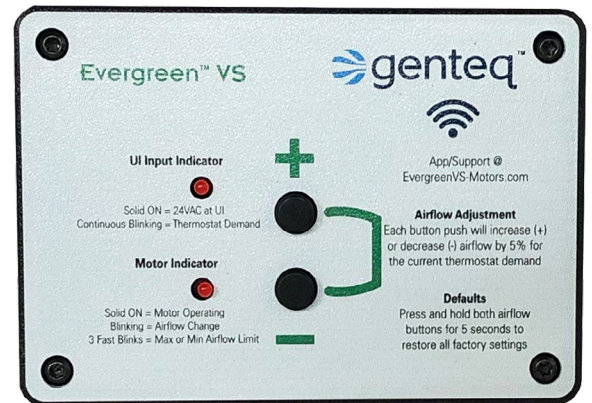 Evergreen™ VS
genteq™
App/Support @
EvergreenVS-Motors.com
UI Input Indicator
Solid ON = 24VAC at UI
Continuous Blinking = Thermostat Demand
+
Airflow Adjustment
Each button push will increase (+)
or decrease (-) airflow by 5% for
the current thermostat demand
Motor Indicator
Solid ON = Motor Operating
Blinking = Airflow Change
3 Fast Blinks = Max or Min Airflow Limit
−
Defaults
Press and hold both airflow
buttons for 5 seconds to
restore all factory settings